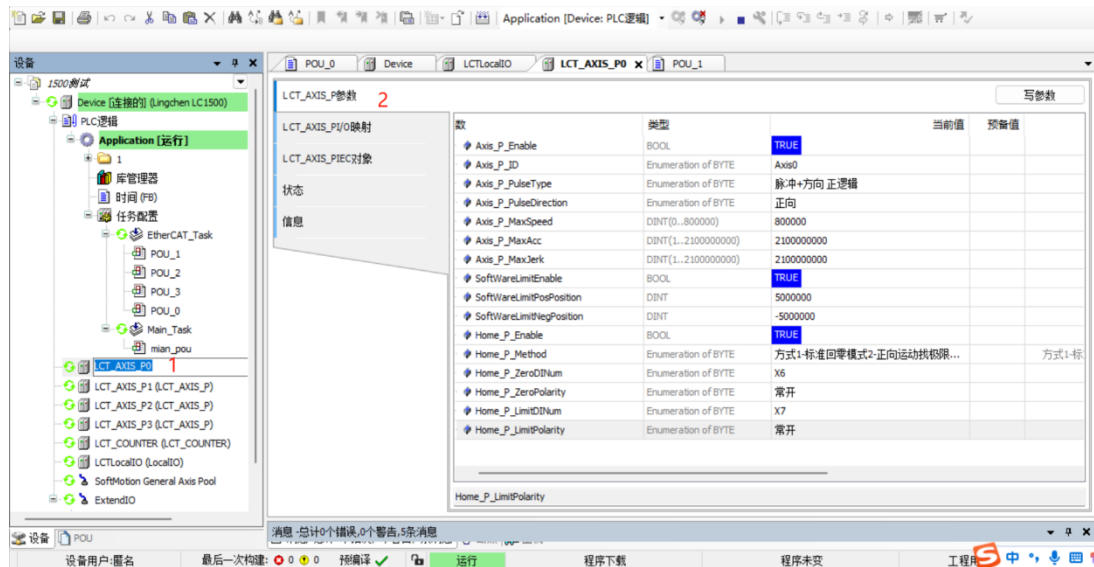 Application [Device: PLC逻辑]
设备
POU_0
Device
LCTLocalIO
LCT_AXIS_P0
POU_1
1500测试
Device [连接的] (Lingchen LC1500)
PLC逻辑
Application [运行]
1
库管理器
时间 (FB)
任务配置
EtherCAT_Task
POU_1
POU_2
POU_3
POU_0
Main_Task
mian_pou
LCT_AXIS_P0
1
LCT_AXIS_P1 (LCT_AXIS_P)
LCT_AXIS_P2 (LCT_AXIS_P)
LCT_AXIS_P3 (LCT_AXIS_P)
LCT_COUNTER (LCT_COUNTER)
LCTLocalIO (LocalIO)
SoftMotion General Axis Pool
ExtendIO
设备 POU
LCT_AXIS_P参数
2
LCT_AXIS_PI/O映射
LCT_AXIS_PIEC对象
状态
信息
写参数
数 类型 当前值 预备值
Axis_P_Enable BOOL TRUE
Axis_P_ID Enumeration of BYTE Axis0
Axis_P_PulseType Enumeration of BYTE 脉冲+方向 正逻辑
Axis_P_PulseDirection Enumeration of BYTE 正向
Axis_P_MaxSpeed DINT(0..800000) 800000
Axis_P_MaxAcc DINT(1..2100000000) 2100000000
Axis_P_MaxJerk DINT(1..2100000000) 2100000000
SoftWareLimitEnable BOOL TRUE
SoftWareLimitPosPosition DINT 5000000
SoftWareLimitNegPosition DINT -5000000
Home_P_Enable BOOL TRUE
Home_P_Method Enumeration of BYTE 方式1-标准回零模式2-正向运动找极限... 方式1-标
Home_P_ZeroDINum Enumeration of BYTE X6
Home_P_ZeroPolarity Enumeration of BYTE 常开
Home_P_LimitDINum Enumeration of BYTE X7
Home_P_LimitPolarity Enumeration of BYTE 常开
Home_P_LimitPolarity
消息 -总计0个错误,0个警告,5条消息
设备用户:匿名 最后一次构建: 0 0 预编译 运行 程序下载 程序未变 工程用
中